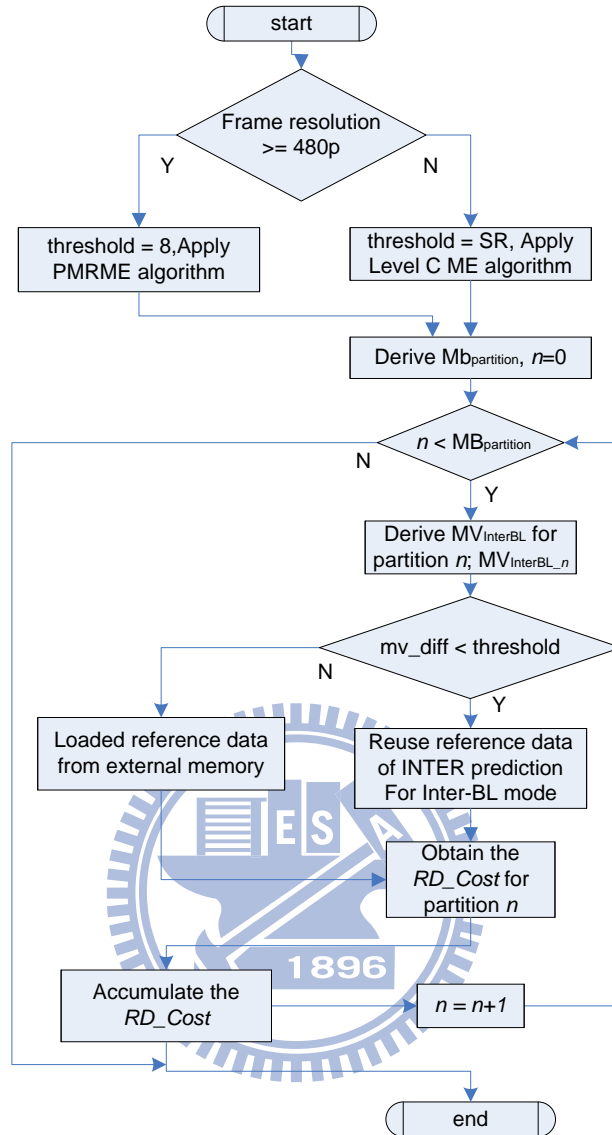 start
Frame resolution
>= 480p
Y
N
threshold = 8,Apply
PMRME algorithm
threshold = SR, Apply
Level C ME algorithm
Derive Mbpartition, n=0
n < MBpartition
N
Y
Derive MVInterBL for
partition n; MVInterBL_n
mv_diff < threshold
N
Y
Loaded reference data
from external memory
Reuse reference data
of INTER prediction
For Inter-BL mode
E S A
Obtain the
RD_Cost for
partition n
1896
Accumulate the
RD_Cost
n = n+1
end